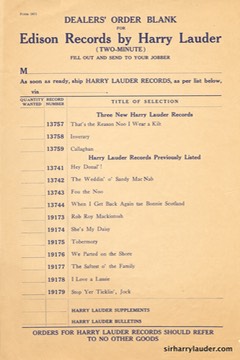 DEALERS' ORDER BLANK
FOR
Edison Records by Harry Lauder
(TWO-MINUTE)
FILL OUT AND SEND TO YOUR JOBBER
M
As soon as ready, ship HARRY LAUDER RECORDS, as per list below,
via
QUANTITY WANTED RECORD NUMBER TITLE OF SELECTION
Three New Harry Lauder Records
13757 That's the Reason Noo I Wear a Kilt
13758 Inverary
13759 Callaghan
Harry Lauder Records Previously Listed
13741 Hey Donal'!
13742 The Weddin' o' Sandy MacNab
13743 Fou the Noo
13744 When I Get Back Again tae Bonnie Scotland
19173 Rob Roy Mackintosh
19174 She's My Daisy
19175 Tobermory
19176 We Parted on the Shore
19177 The Saftest o' the Family
19178 I Love a Lassie
19179 Stop Yer Ticklin', Jock
HARRY LAUDER SUPPLEMENTS
HARRY LAUDER BULLETINS
ORDERS FOR HARRY LAUDER RECORDS SHOULD REFER
TO NO OTHER GOODS
sirharrylauder.com